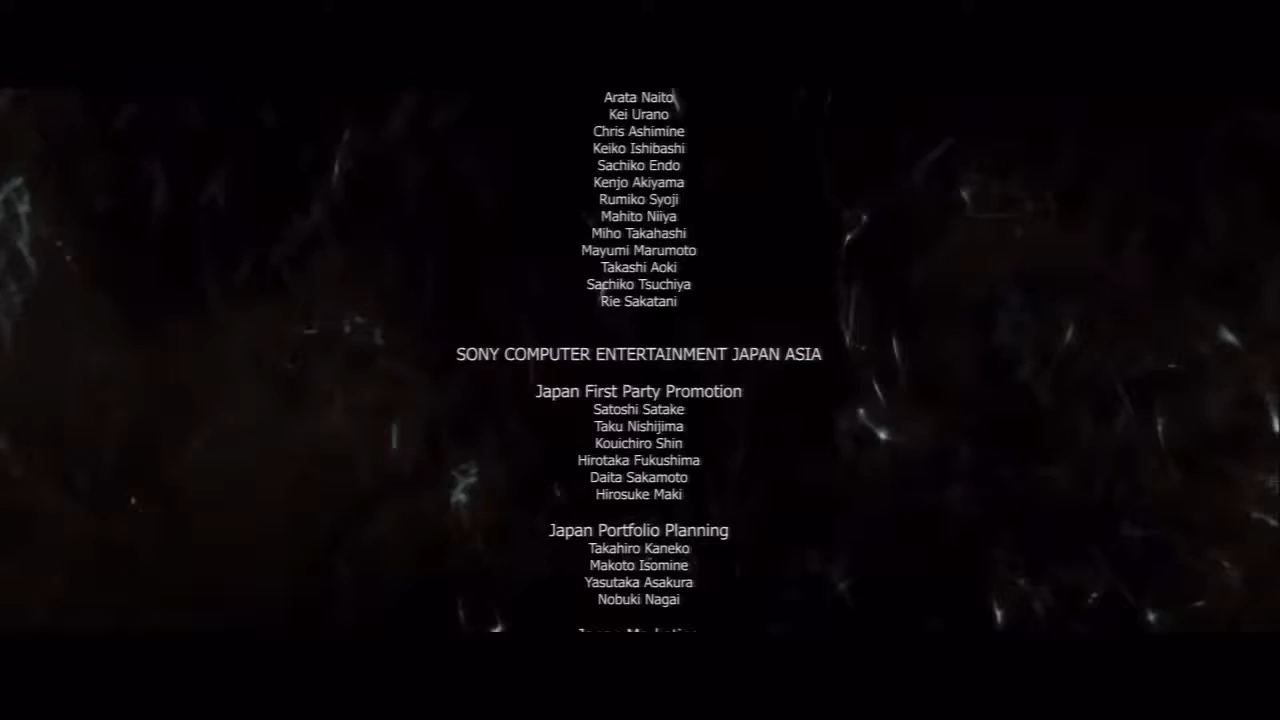 Arata Naito
Kei Urano
Chris Ashimine
Keiko Ishibashi
Sachiko Endo
Kenjo Akiyama
Rumiko Syoji
Mahito Niiya
Miho Takahashi
Mayumi Marumoto
Takashi Aoki
Sachiko Tsuchiya
Rie Sakatani
SONY COMPUTER ENTERTAINMENT JAPAN ASIA
Japan First Party Promotion
Satoshi Satake
Taku Nishijima
Kouichiro Shin
Hirotaka Fukushima
Daita Sakamoto
Hirosuke Maki
Japan Portfolio Planning
Takahiro Kaneko
Makoto Isomine
Yasutaka Asakura
Nobuki Nagai